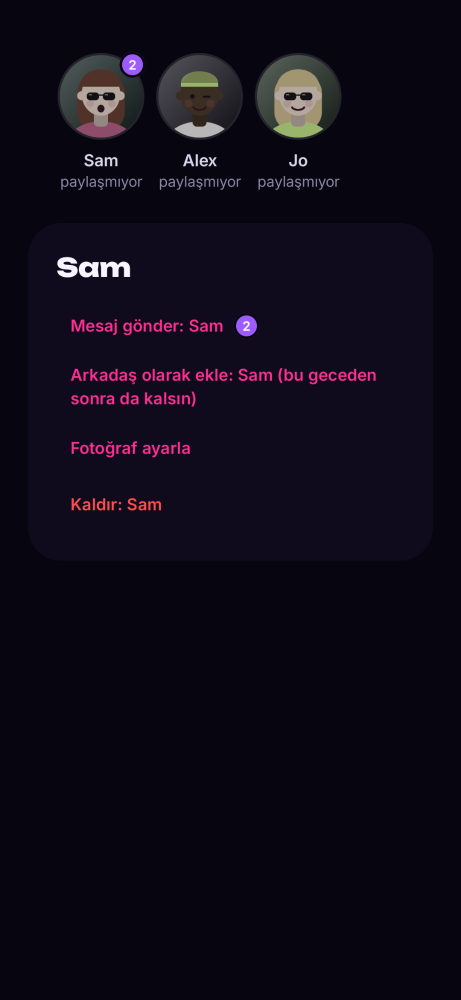 2
Sam
Alex
Jo
paylaşmıyor
paylaşmıyor
paylaşmıyor
Sam
Mesaj gönder: Sam 2
Arkadaş olarak ekle: Sam (bu geceden
sonra da kalsın)
Fotoğraf ayarla
Kaldır: Sam